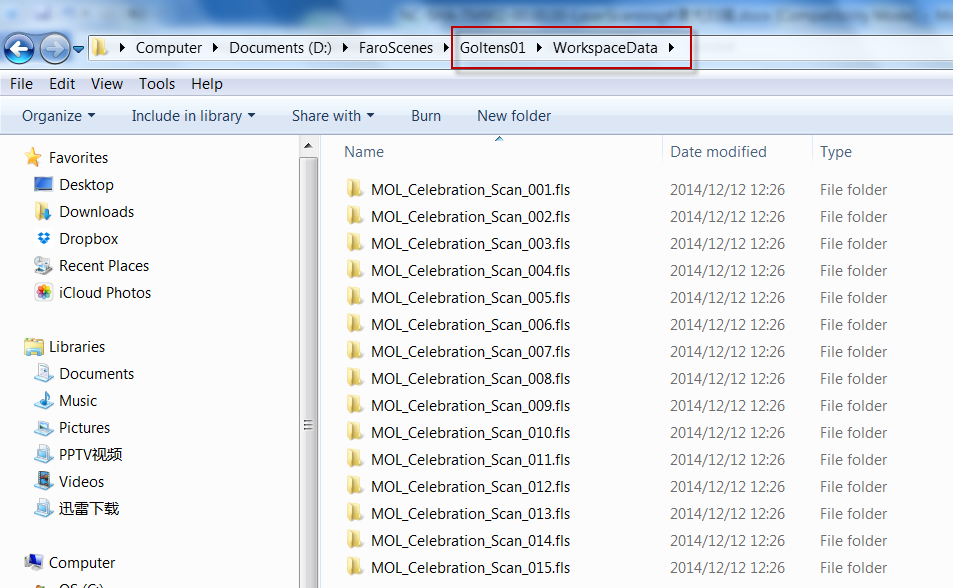 Computer Documents (D:) FaroScenes Goltens01 WorkspaceData
File Edit View Tools Help
Organize Include in library Share with Burn New folder
Favorites
Desktop
Downloads
Dropbox
Recent Places
iCloud Photos
Libraries
Documents
Music
Pictures
PPTV视频
Videos
迅雷下载
Computer
Name Date modified Type
MOL_Celebration_Scan_001.fls 2014/12/12 12:26 File folder
MOL_Celebration_Scan_002.fls 2014/12/12 12:26 File folder
MOL_Celebration_Scan_003.fls 2014/12/12 12:26 File folder
MOL_Celebration_Scan_004.fls 2014/12/12 12:26 File folder
MOL_Celebration_Scan_005.fls 2014/12/12 12:26 File folder
MOL_Celebration_Scan_006.fls 2014/12/12 12:26 File folder
MOL_Celebration_Scan_007.fls 2014/12/12 12:26 File folder
MOL_Celebration_Scan_008.fls 2014/12/12 12:26 File folder
MOL_Celebration_Scan_009.fls 2014/12/12 12:26 File folder
MOL_Celebration_Scan_010.fls 2014/12/12 12:26 File folder
MOL_Celebration_Scan_011.fls 2014/12/12 12:26 File folder
MOL_Celebration_Scan_012.fls 2014/12/12 12:26 File folder
MOL_Celebration_Scan_013.fls 2014/12/12 12:26 File folder
MOL_Celebration_Scan_014.fls 2014/12/12 12:26 File folder
MOL_Celebration_Scan_015.fls 2014/12/12 12:26 File folder